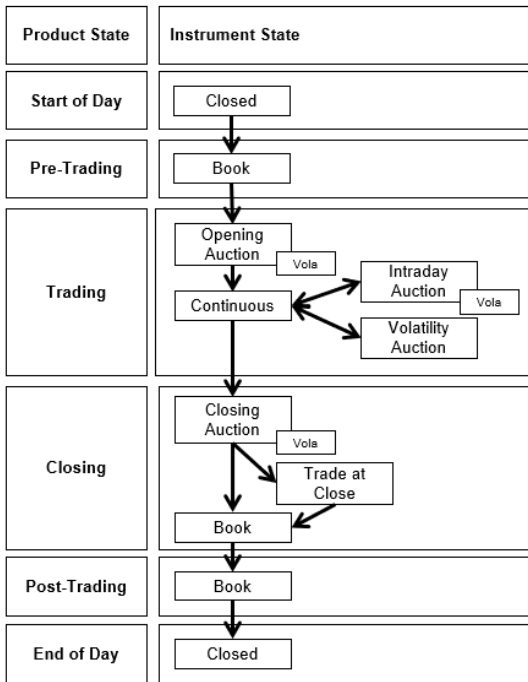 Product State
Instrument State
Start of Day
Closed
Pre-Trading
Book
Trading
Opening
Auction
Vola
Continuous
Intraday
Auction
Vola
Volatility
Auction
Closing
Closing
Auction
Vola
Trade at
Close
Book
Post-Trading
Book
End of Day
Closed